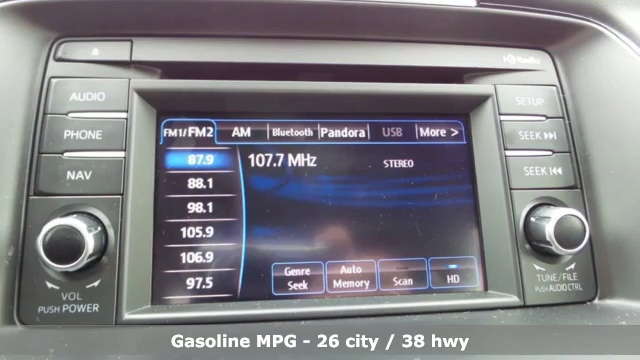 HD Radio
AUDIO
PHONE
NAV
VOL
PUSH POWER
FM1/FM2
AM
Bluetooth
Pandora
USB
More >
87.9
88.1
98.1
105.9
106.9
97.5
107.7 MHz
STEREO
Genre
Seek
Auto
Memory
Scan
HD
SETUP
SEEK
SEEK
TUNE/FILE
PUSH AUDIO CTRL
Gasoline MPG - 26 city / 38 hwy